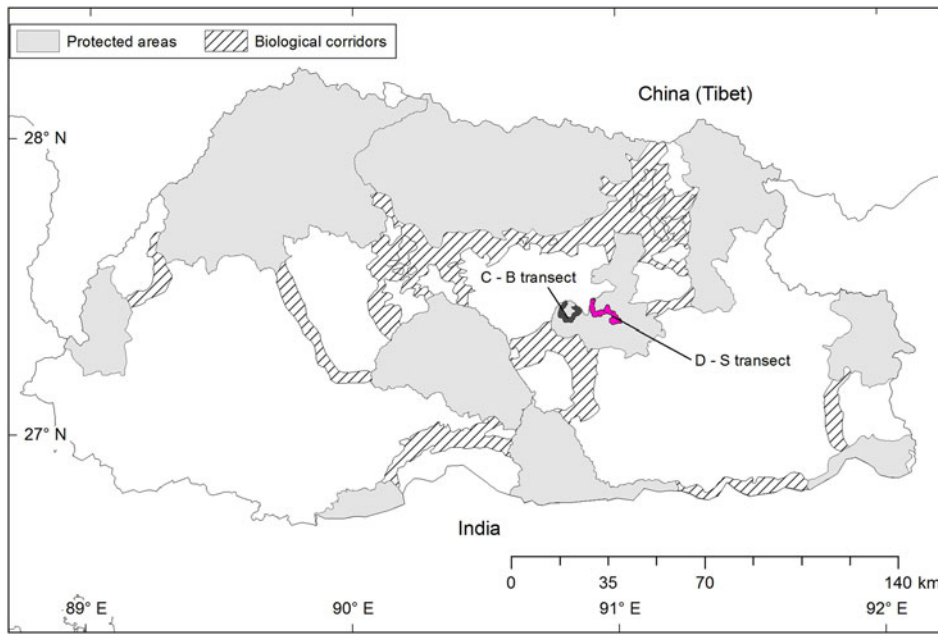 Protected areas
Biological corridors
China (Tibet)
28° N
C - B transect
D - S transect
27° N
India
0 35 70 140 km
89° E 90° E 91° E 92° E